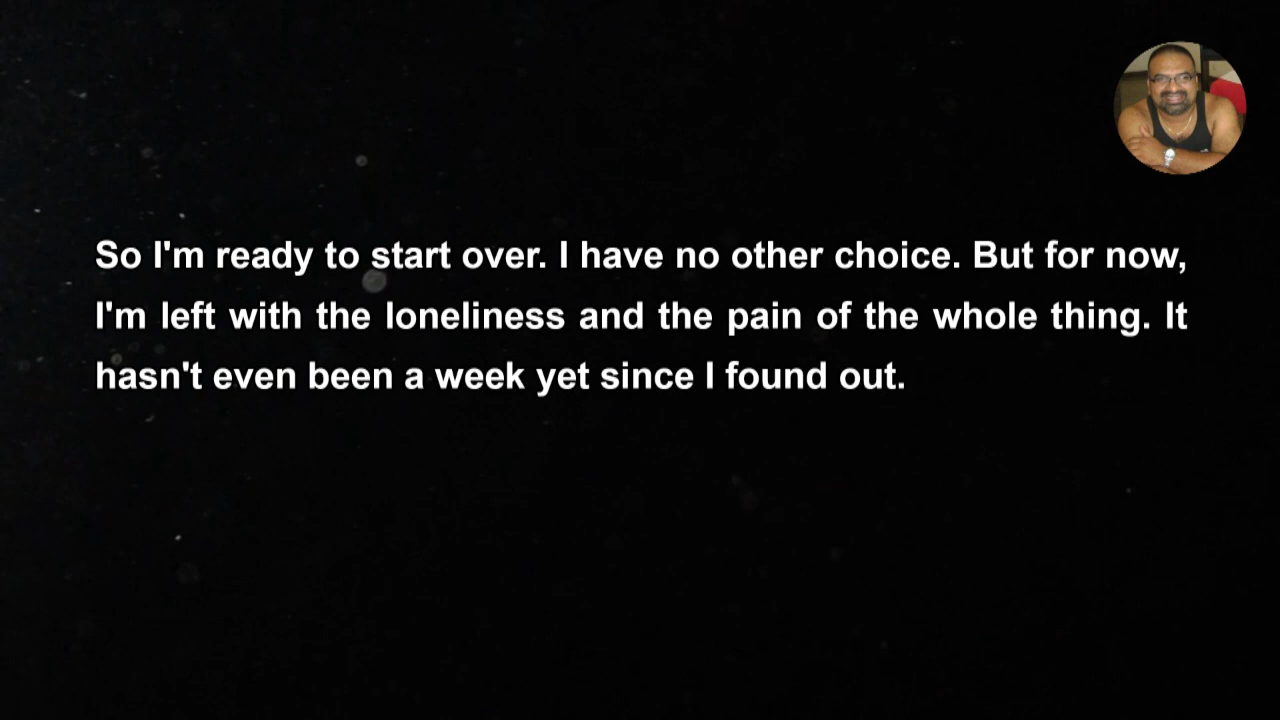 So I'm ready to start over. I have no other choice. But for now,
I'm left with the loneliness and the pain of the whole thing. It
hasn't even been a week yet since I found out.